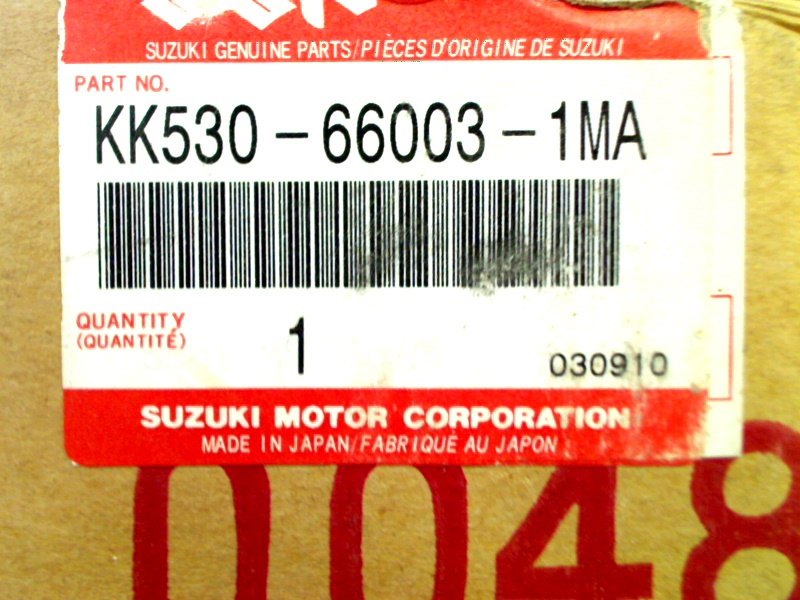 SUZUKI GENUINE PARTS/PIÈCES D'ORIGINE DE SUZUKI
PART NO.
KK530-66003-1MA
QUANTITY
(QUANTITÉ)
1
030910
SUZUKI MOTOR CORPORATION
MADE IN JAPAN/FABRIQUÉ AU JAPON
0048